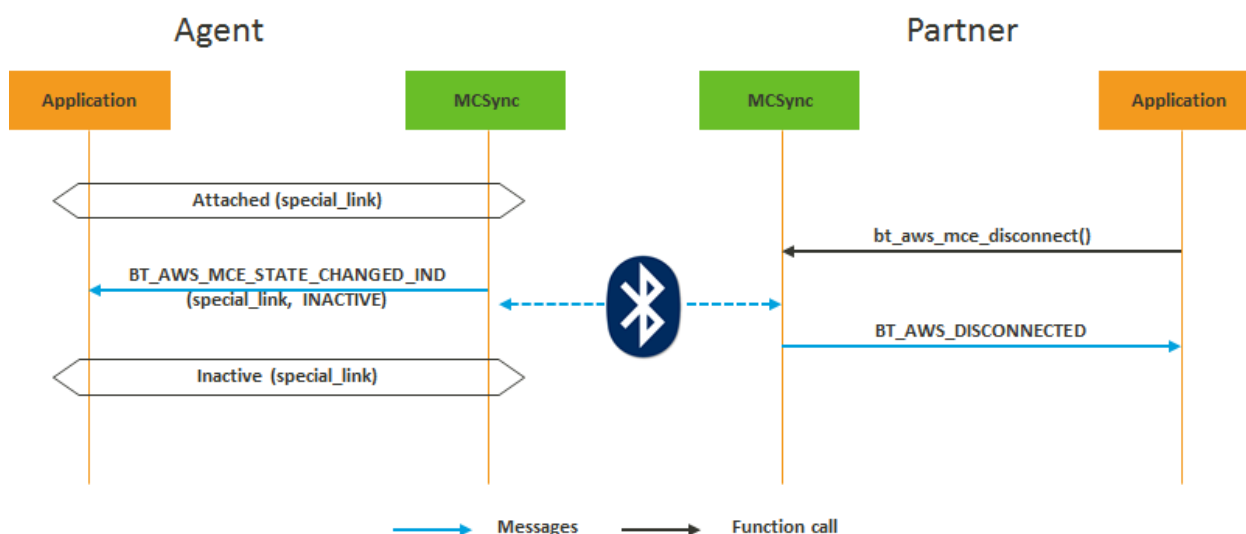 Agent
Partner
Application
MCSync
MCSync
Application
Attached (special_link)
bt_aws_mce_disconnect()
BT_AWS_MCE_STATE_CHANGED_IND
(special_link, INACTIVE)
BT_AWS_DISCONNECTED
Inactive (special_link)
Messages
Function call